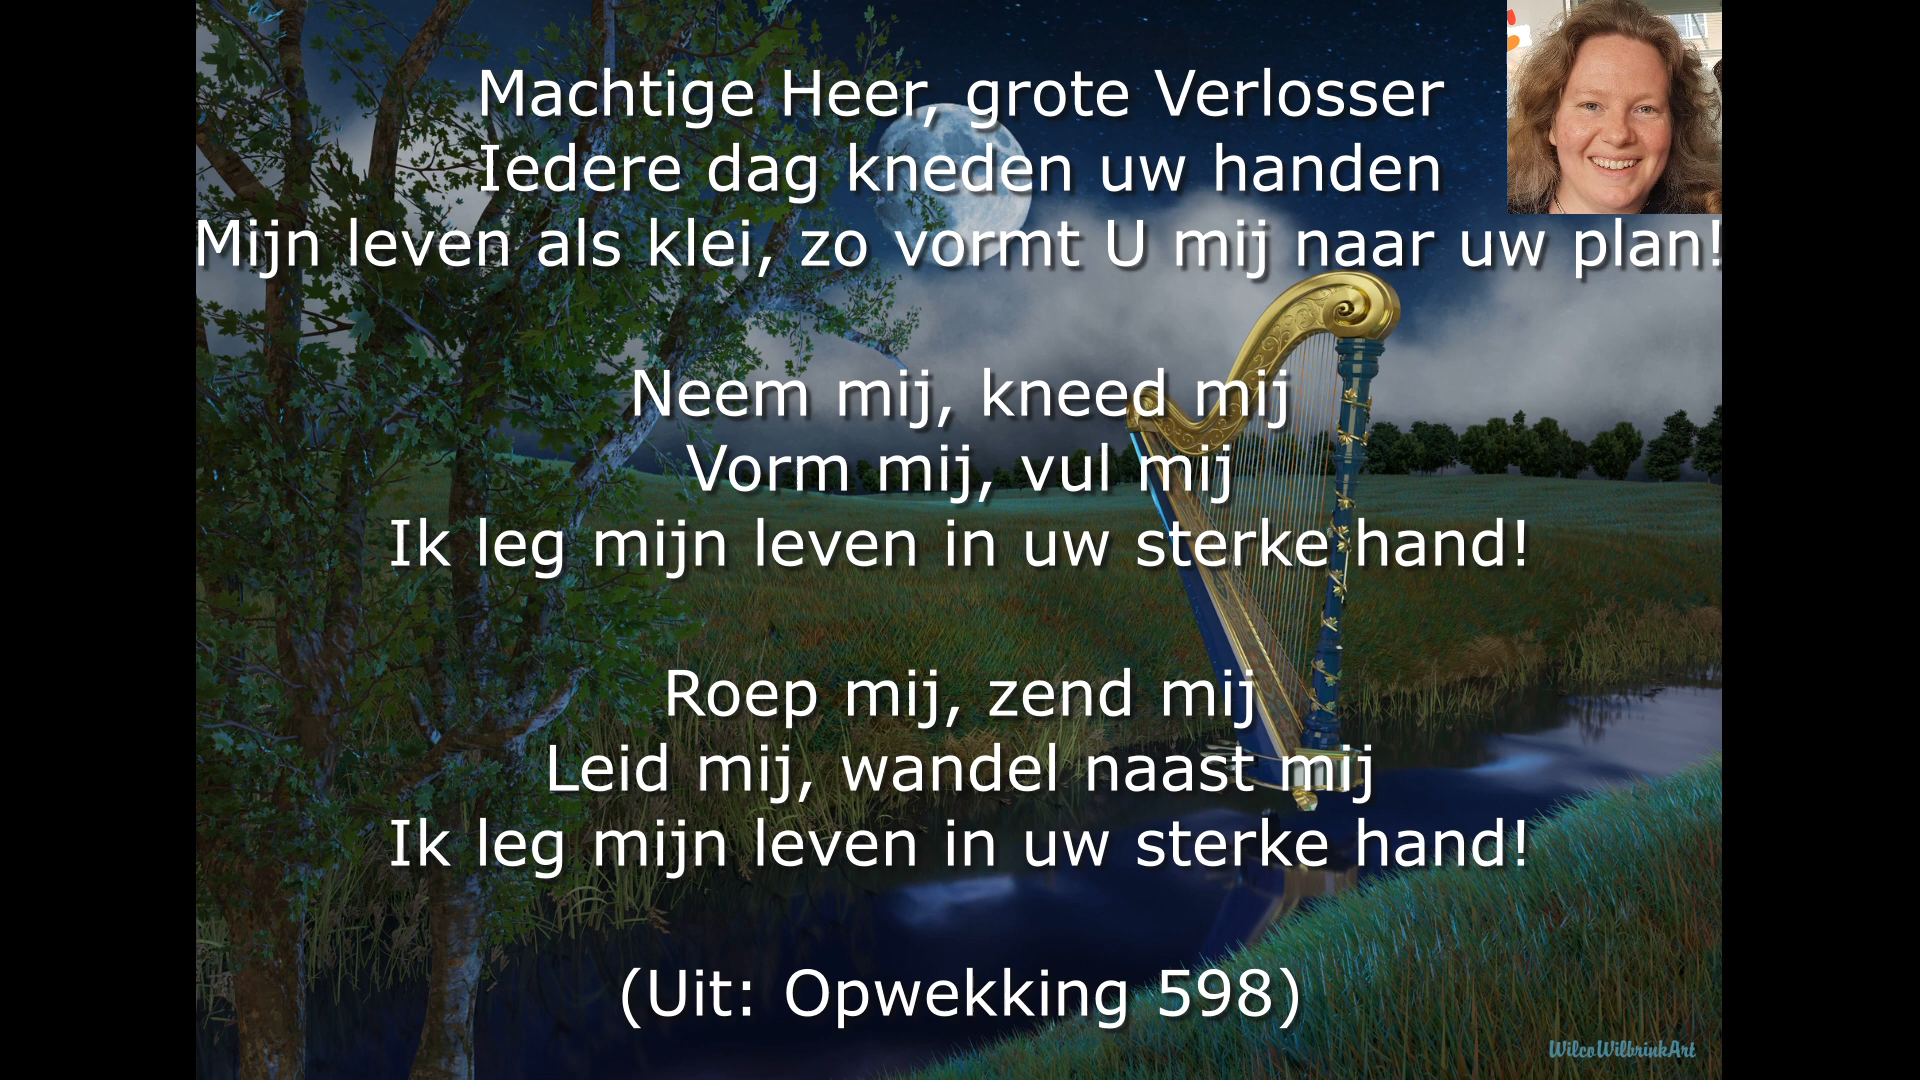 Machtige Heer, grote Verlosser
Iedere dag kneden uw handen
Mijn leven als klei, zo vormt U mij naar uw plan!
Neem mij, kneed mij
Vorm mij, vul mij
Ik leg mijn leven in uw sterke hand!
Roep mij, zend mij
Leid mij, wandel naast mij
Ik leg mijn leven in uw sterke hand!
(Uit: Opwekking 598)
WilcoWilbrinkArt